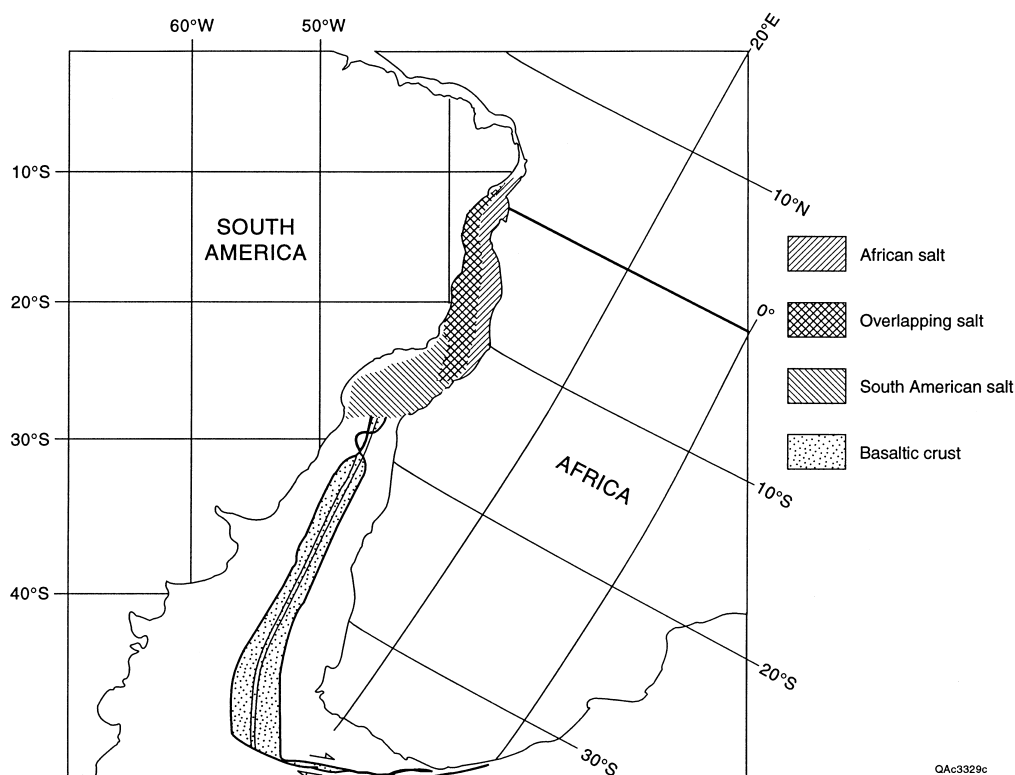 60°W
50°W
20°E
10°S
10°N
SOUTH
AMERICA
African salt
20°S
0°
Overlapping salt
South American salt
30°S
Basaltic crust
AFRICA
10°S
40°S
20°S
30°S
QAc3329c